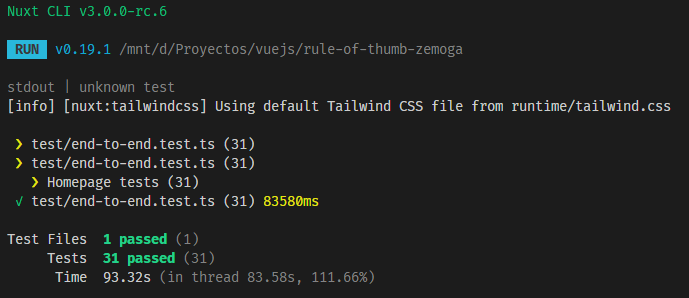 Nuxt CLI v3.0.0-rc.6
RUN v0.19.1 /mnt/d/Proyectos/vuejs/rule-of-thumb-zemoga
stdout | unknown test
[info] [nuxt:tailwindcss] Using default Tailwind CSS file from runtime/tailwind.css
❯ test/end-to-end.test.ts (31)
❯ test/end-to-end.test.ts (31)
❯ Homepage tests (31)
√ test/end-to-end.test.ts (31) 83580ms
Test Files 1 passed (1)
Tests 31 passed (31)
Time 93.32s (in thread 83.58s, 111.66%)